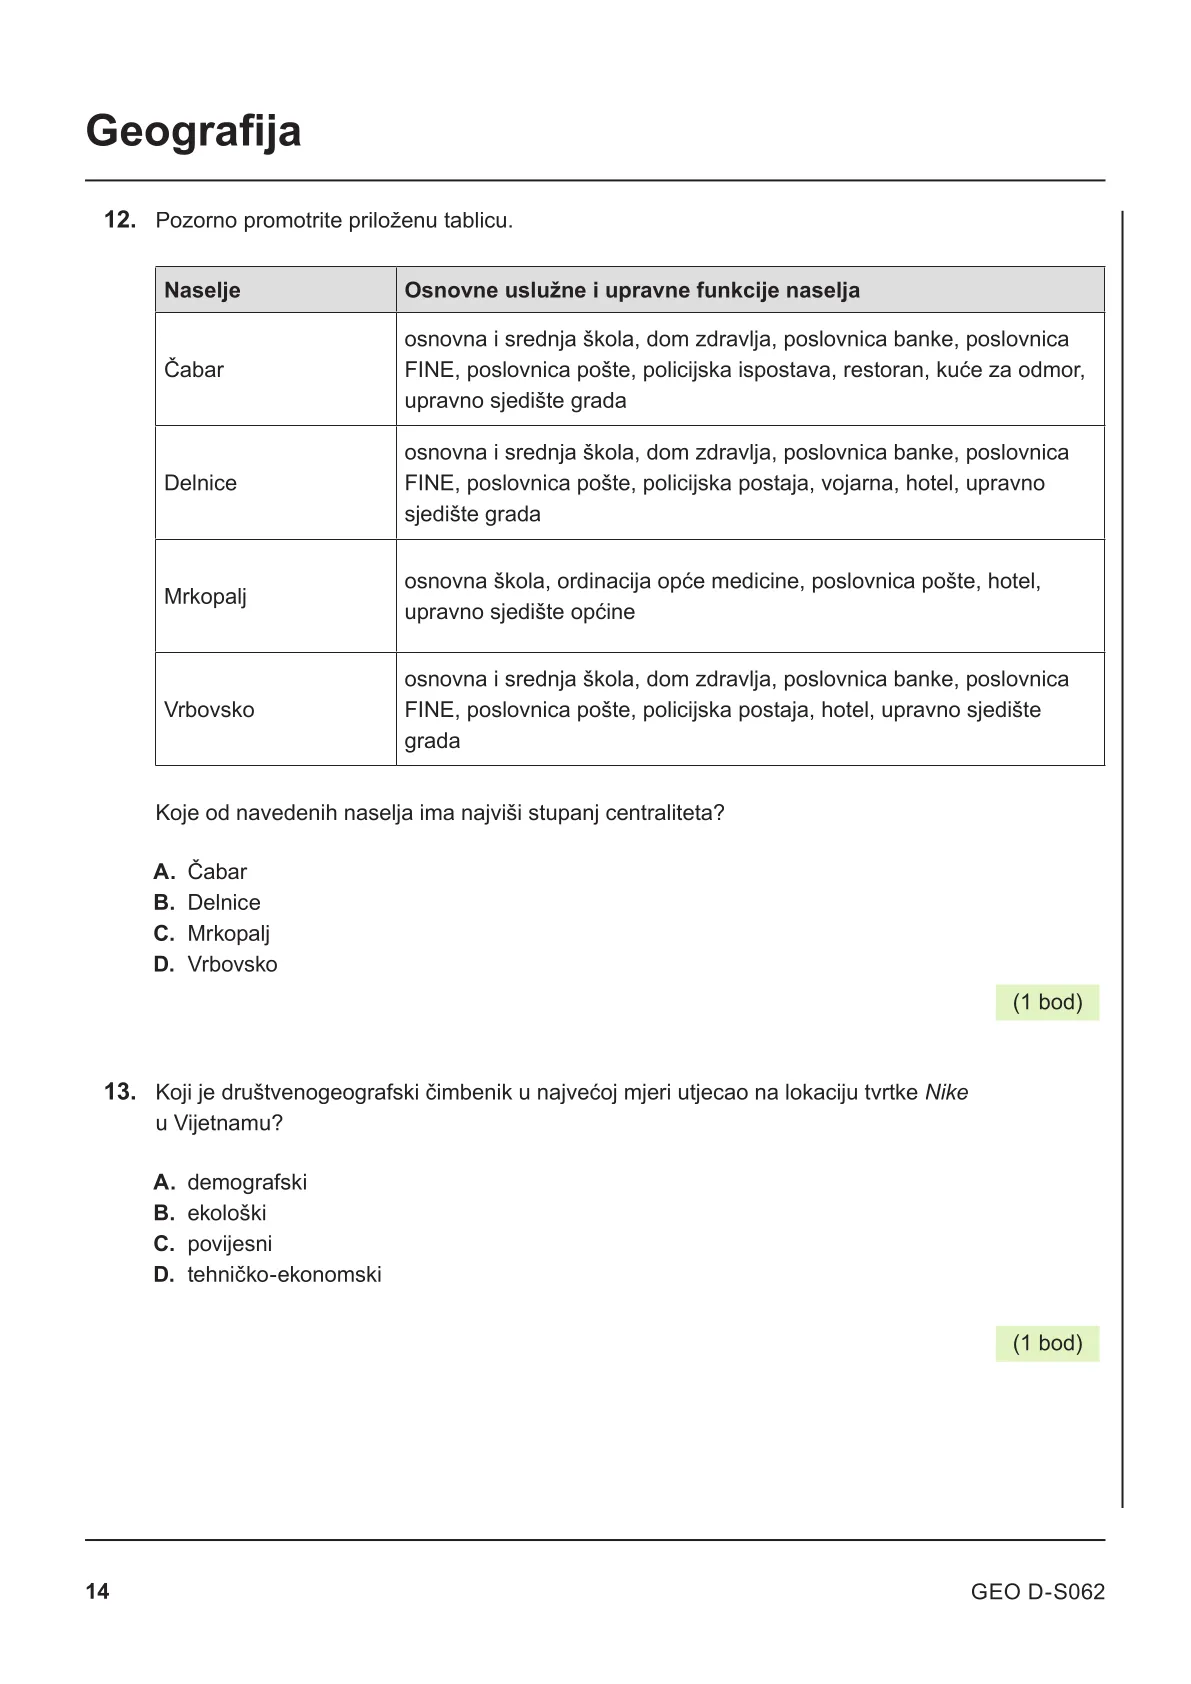 Geografija
12. Pozorno promotrite priloženu tablicu.
Naselje Osnovne uslužne i upravne funkcije naselja
Čabar
osnovna i srednja škola, dom zdravlja, poslovnica banke, poslovnica
FINE, poslovnica pošte, policijska ispostava, restoran, kuće za odmor,
upravno sjedište grada
Delnice
osnovna i srednja škola, dom zdravlja, poslovnica banke, poslovnica
FINE, poslovnica pošte, policijska postaja, vojarna, hotel, upravno
sjedište grada
Mrkopalj
osnovna škola, ordinacija opće medicine, poslovnica pošte, hotel,
upravno sjedište općine
Vrbovsko
osnovna i srednja škola, dom zdravlja, poslovnica banke, poslovnica
FINE, poslovnica pošte, policijska postaja, hotel, upravno sjedište
grada
Koje od navedenih naselja ima najviši stupanj centraliteta?
A. Čabar
B. Delnice
C. Mrkopalj
D. Vrbovsko
(1 bod)
13. Koji je društvenogeografski čimbenik u najvećoj mjeri utjecao na lokaciju tvrtke Nike
u Vijetnamu?
A. demografski
B. ekološki
C. povijesni
D. tehničko-ekonomski
(1 bod)
14
GEO D-S062